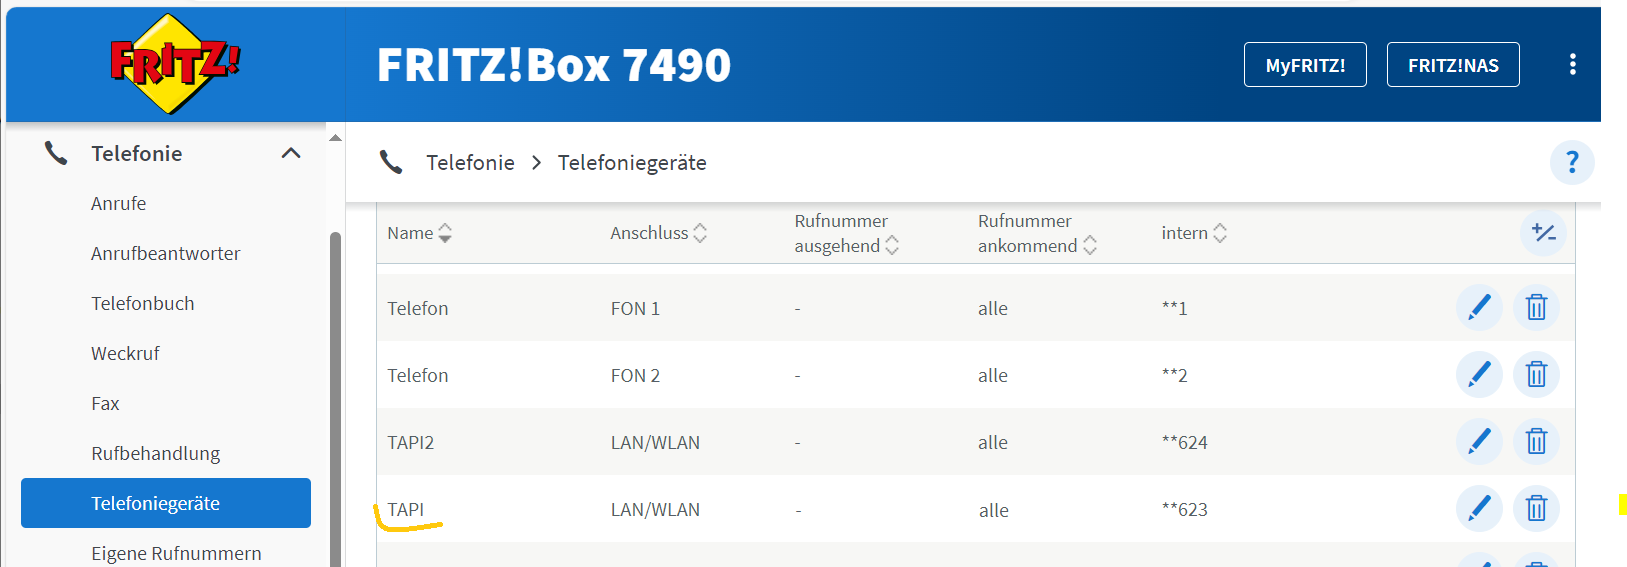 FRITZ!
FRITZ!Box 7490
MyFRITZ!
FRITZ!NAS
Telefonie
Anrufe
Anrufbeantworter
Telefonbuch
Weckruf
Fax
Rufbehandlung
Telefoniegeräte
Eigene Rufnummern
Telefonie > Telefoniegeräte
?
Name Anschluss Rufnummer ausgehend Rufnummer ankommend intern +/-
Telefon FON 1 - alle **1
Telefon FON 2 - alle **2
TAPI2 LAN/WLAN - alle **624
TAPI LAN/WLAN - alle **623